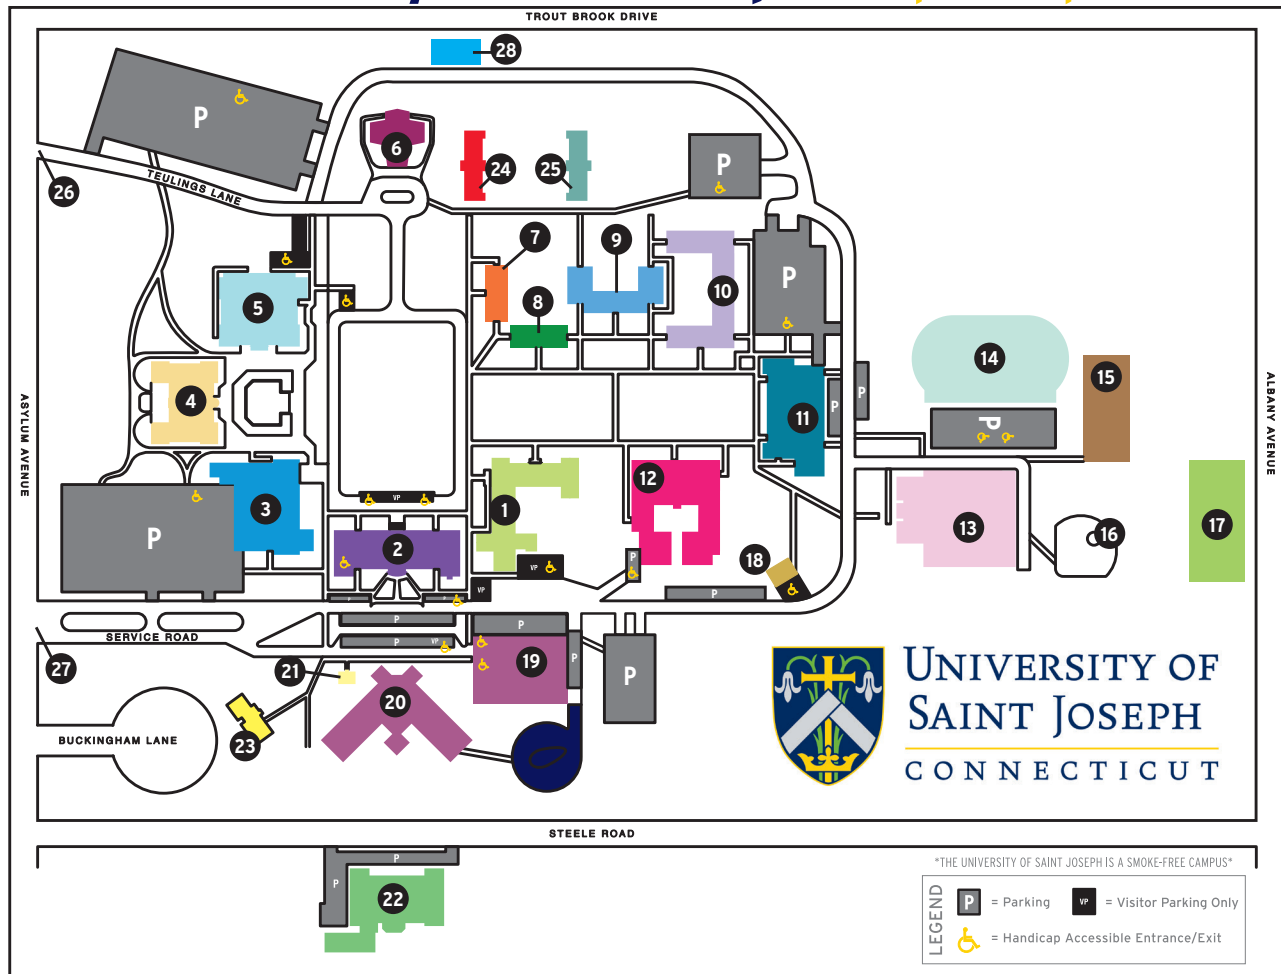 TROUT BROOK DRIVE
28
P
6
24
25
P
26
TEULINGS LANE
7
9
8
10
P
5
14
15
4
11
P
P
P
ASYLUM AVENUE
ALBANY AVENUE
12
VP
1
3
P
2
13
16
17
18
P
VP
VP
P
P
P
P
SERVICE ROAD
P
VP
27
21
19
P
P
20
23
BUCKINGHAM LANE
UNIVERSITY OF
SAINT JOSEPH
CONNECTICUT
STEELE ROAD
P
P
22
*THE UNIVERSITY OF SAINT JOSEPH IS A SMOKE-FREE CAMPUS*
LEGEND
P = Parking
VP = Visitor Parking Only
= Handicap Accessible Entrance/Exit